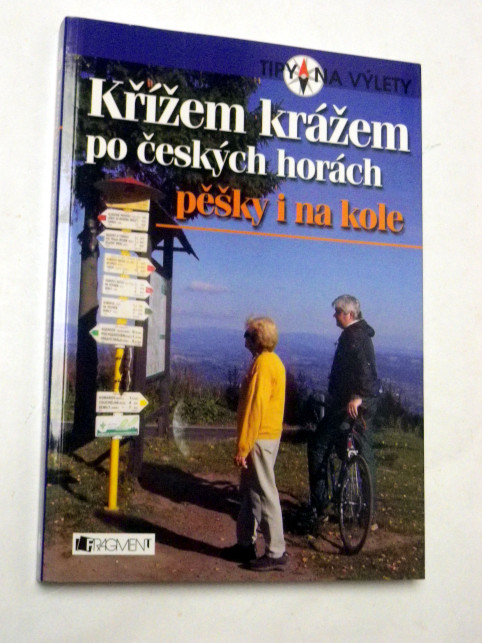 TIPY NA VÝLETY
Křížem krážem
po českých horách
pěšky i na kole
FRAGMENT